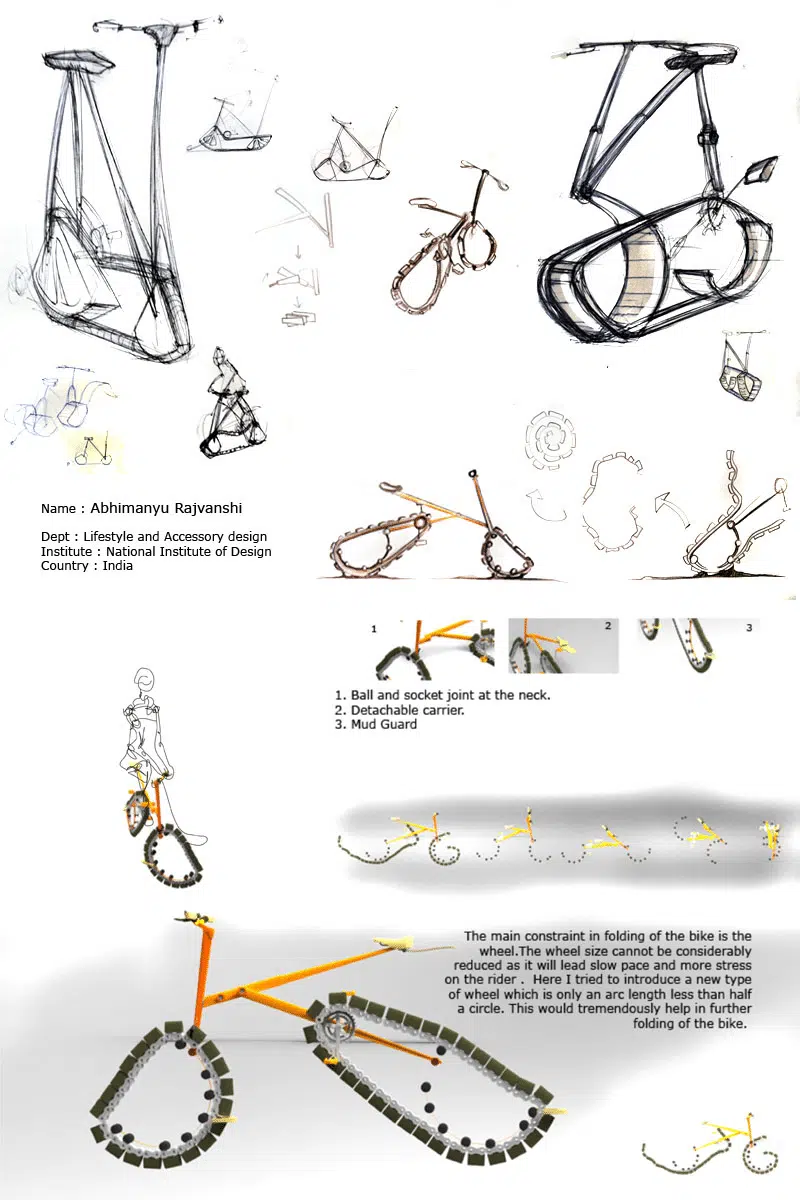 Name : Abhimanyu Rajvanshi
Dept : Lifestyle and Accessory design
Institute : National Institute of Design
Country : India
1
2
3
1. Ball and socket joint at the neck.
2. Detachable carrier.
3. Mud Guard
The main constraint in folding of the bike is the
wheel.The wheel size cannot be considerably
reduced as it will lead slow pace and more stress
on the rider .  Here I tried to introduce a new type
of wheel which is only an arc length less than half
a circle. This would tremendously help in further
folding of the bike.